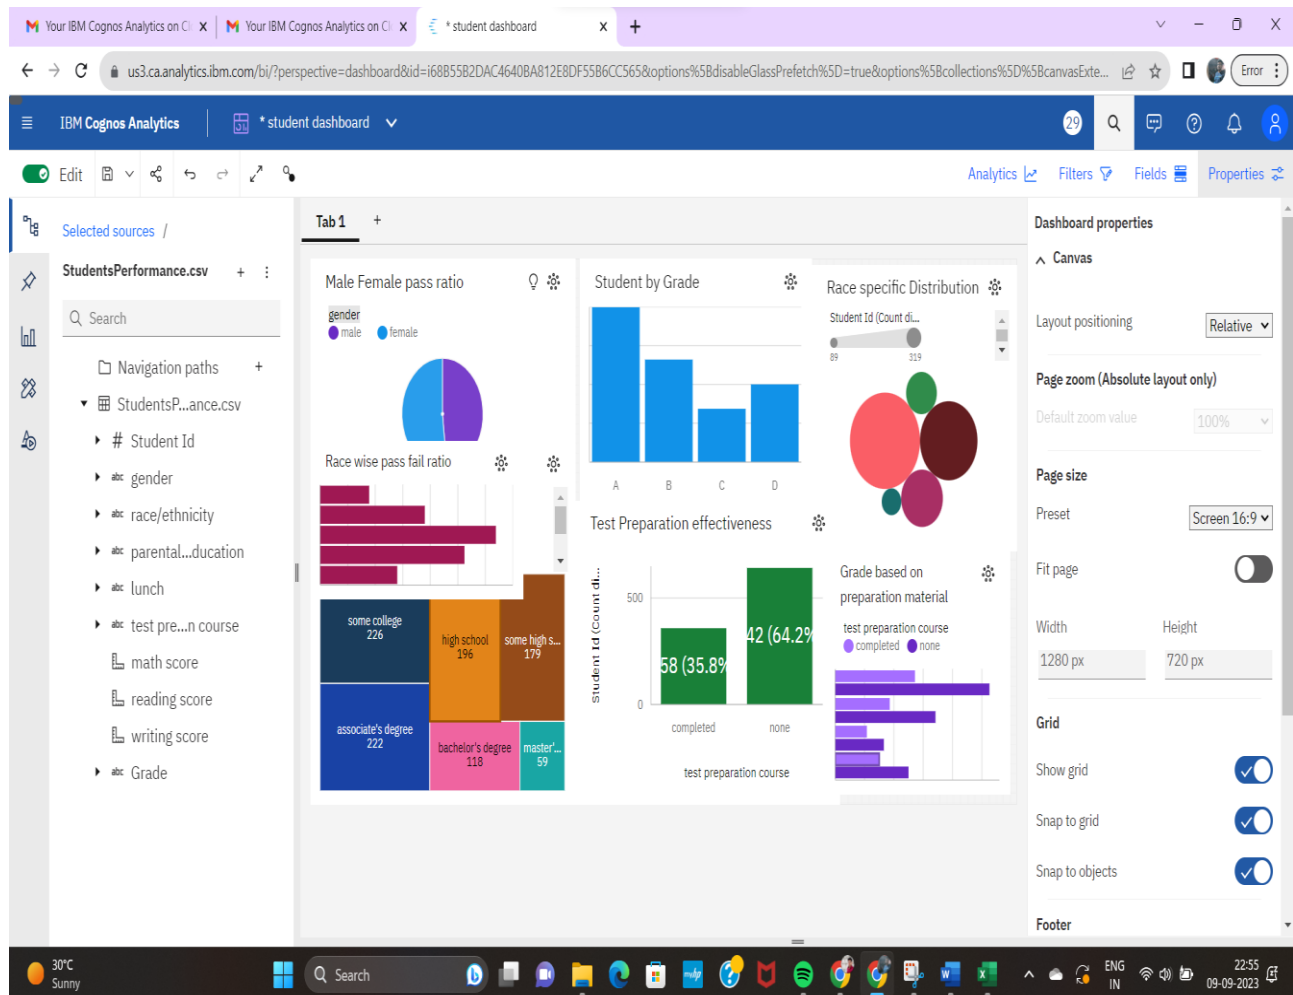 Your IBM Cognos Analytics on Cl
Your IBM Cognos Analytics on Cl
* student dashboard
us3.ca.analytics.ibm.com/bi/?perspective=dashboard&id=i68B55B2DAC4640BA812E8DF55B6CC565&options%5BdisableGlassPrefetch%5D=true&options%5Bcollections%5D%5BcanvasExte...
Error
IBM Cognos Analytics
* student dashboard
29
Edit
Analytics
Filters
Fields
Properties
Selected sources /
StudentsPerformance.csv
Search
Navigation paths
StudentsP...ance.csv
# Student Id
abc gender
abc race/ethnicity
abc parental...ducation
abc lunch
abc test pre...n course
math score
reading score
writing score
abc Grade
Tab 1
Male Female pass ratio
gender
male
female
Student by Grade
A
B
C
D
Race specific Distribution
Student Id (Count di...
89
319
Race wise pass fail ratio
some college
226
high school
196
some high s...
179
associate's degree
222
bachelor's degree
118
master'...
59
Test Preparation effectiveness
Student Id (Count di...
500
0
58 (35.8%
42 (64.2%
completed
none
test preparation course
Grade based on
preparation material
test preparation course
completed
none
Dashboard properties
Canvas
Layout positioning
Relative
Page zoom (Absolute layout only)
Default zoom value
100%
Page size
Preset
Screen 16:9
Fit page
Width
Height
1280 px
720 px
Grid
Show grid
Snap to grid
Snap to objects
Footer
30°C
Sunny
Search
ENG
IN
22:55
09-09-2023